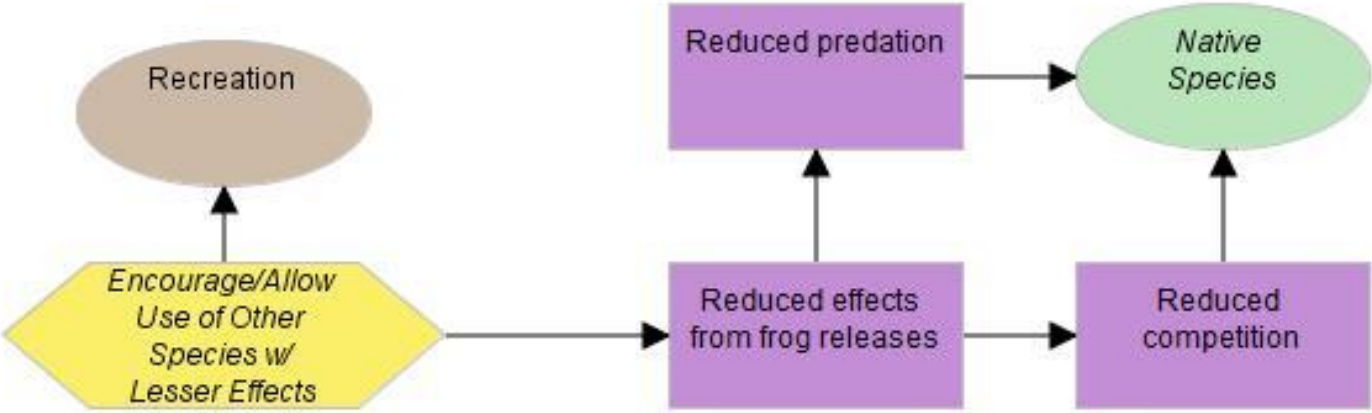 Recreation
Reduced predation
Native
Species
Encourage/Allow
Use of Other
Species w/
Lesser Effects
Reduced effects
from frog releases
Reduced
competition